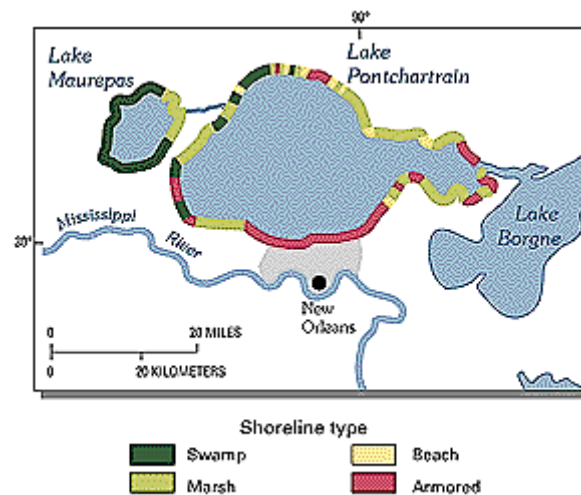 90°
Lake
Maurepas
Lake
Pontchartrain
Mississippi
River
Lake
Borgne
New
Orleans
0 20 MILES
0 20 KILOMETERS
Shoreline type
Swamp
Beach
Marsh
Armored